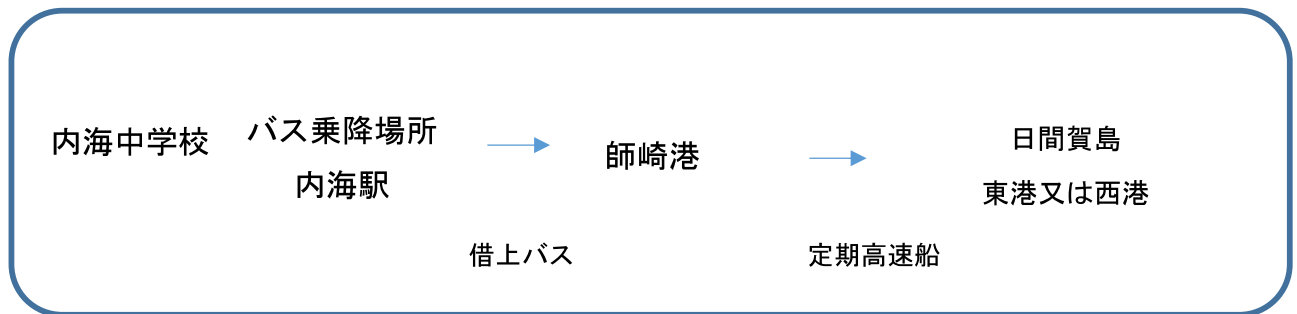 内海中学校
バス乗降場所
内海駅
師崎港
日間賀島
東港又は西港
借上バス
定期高速船